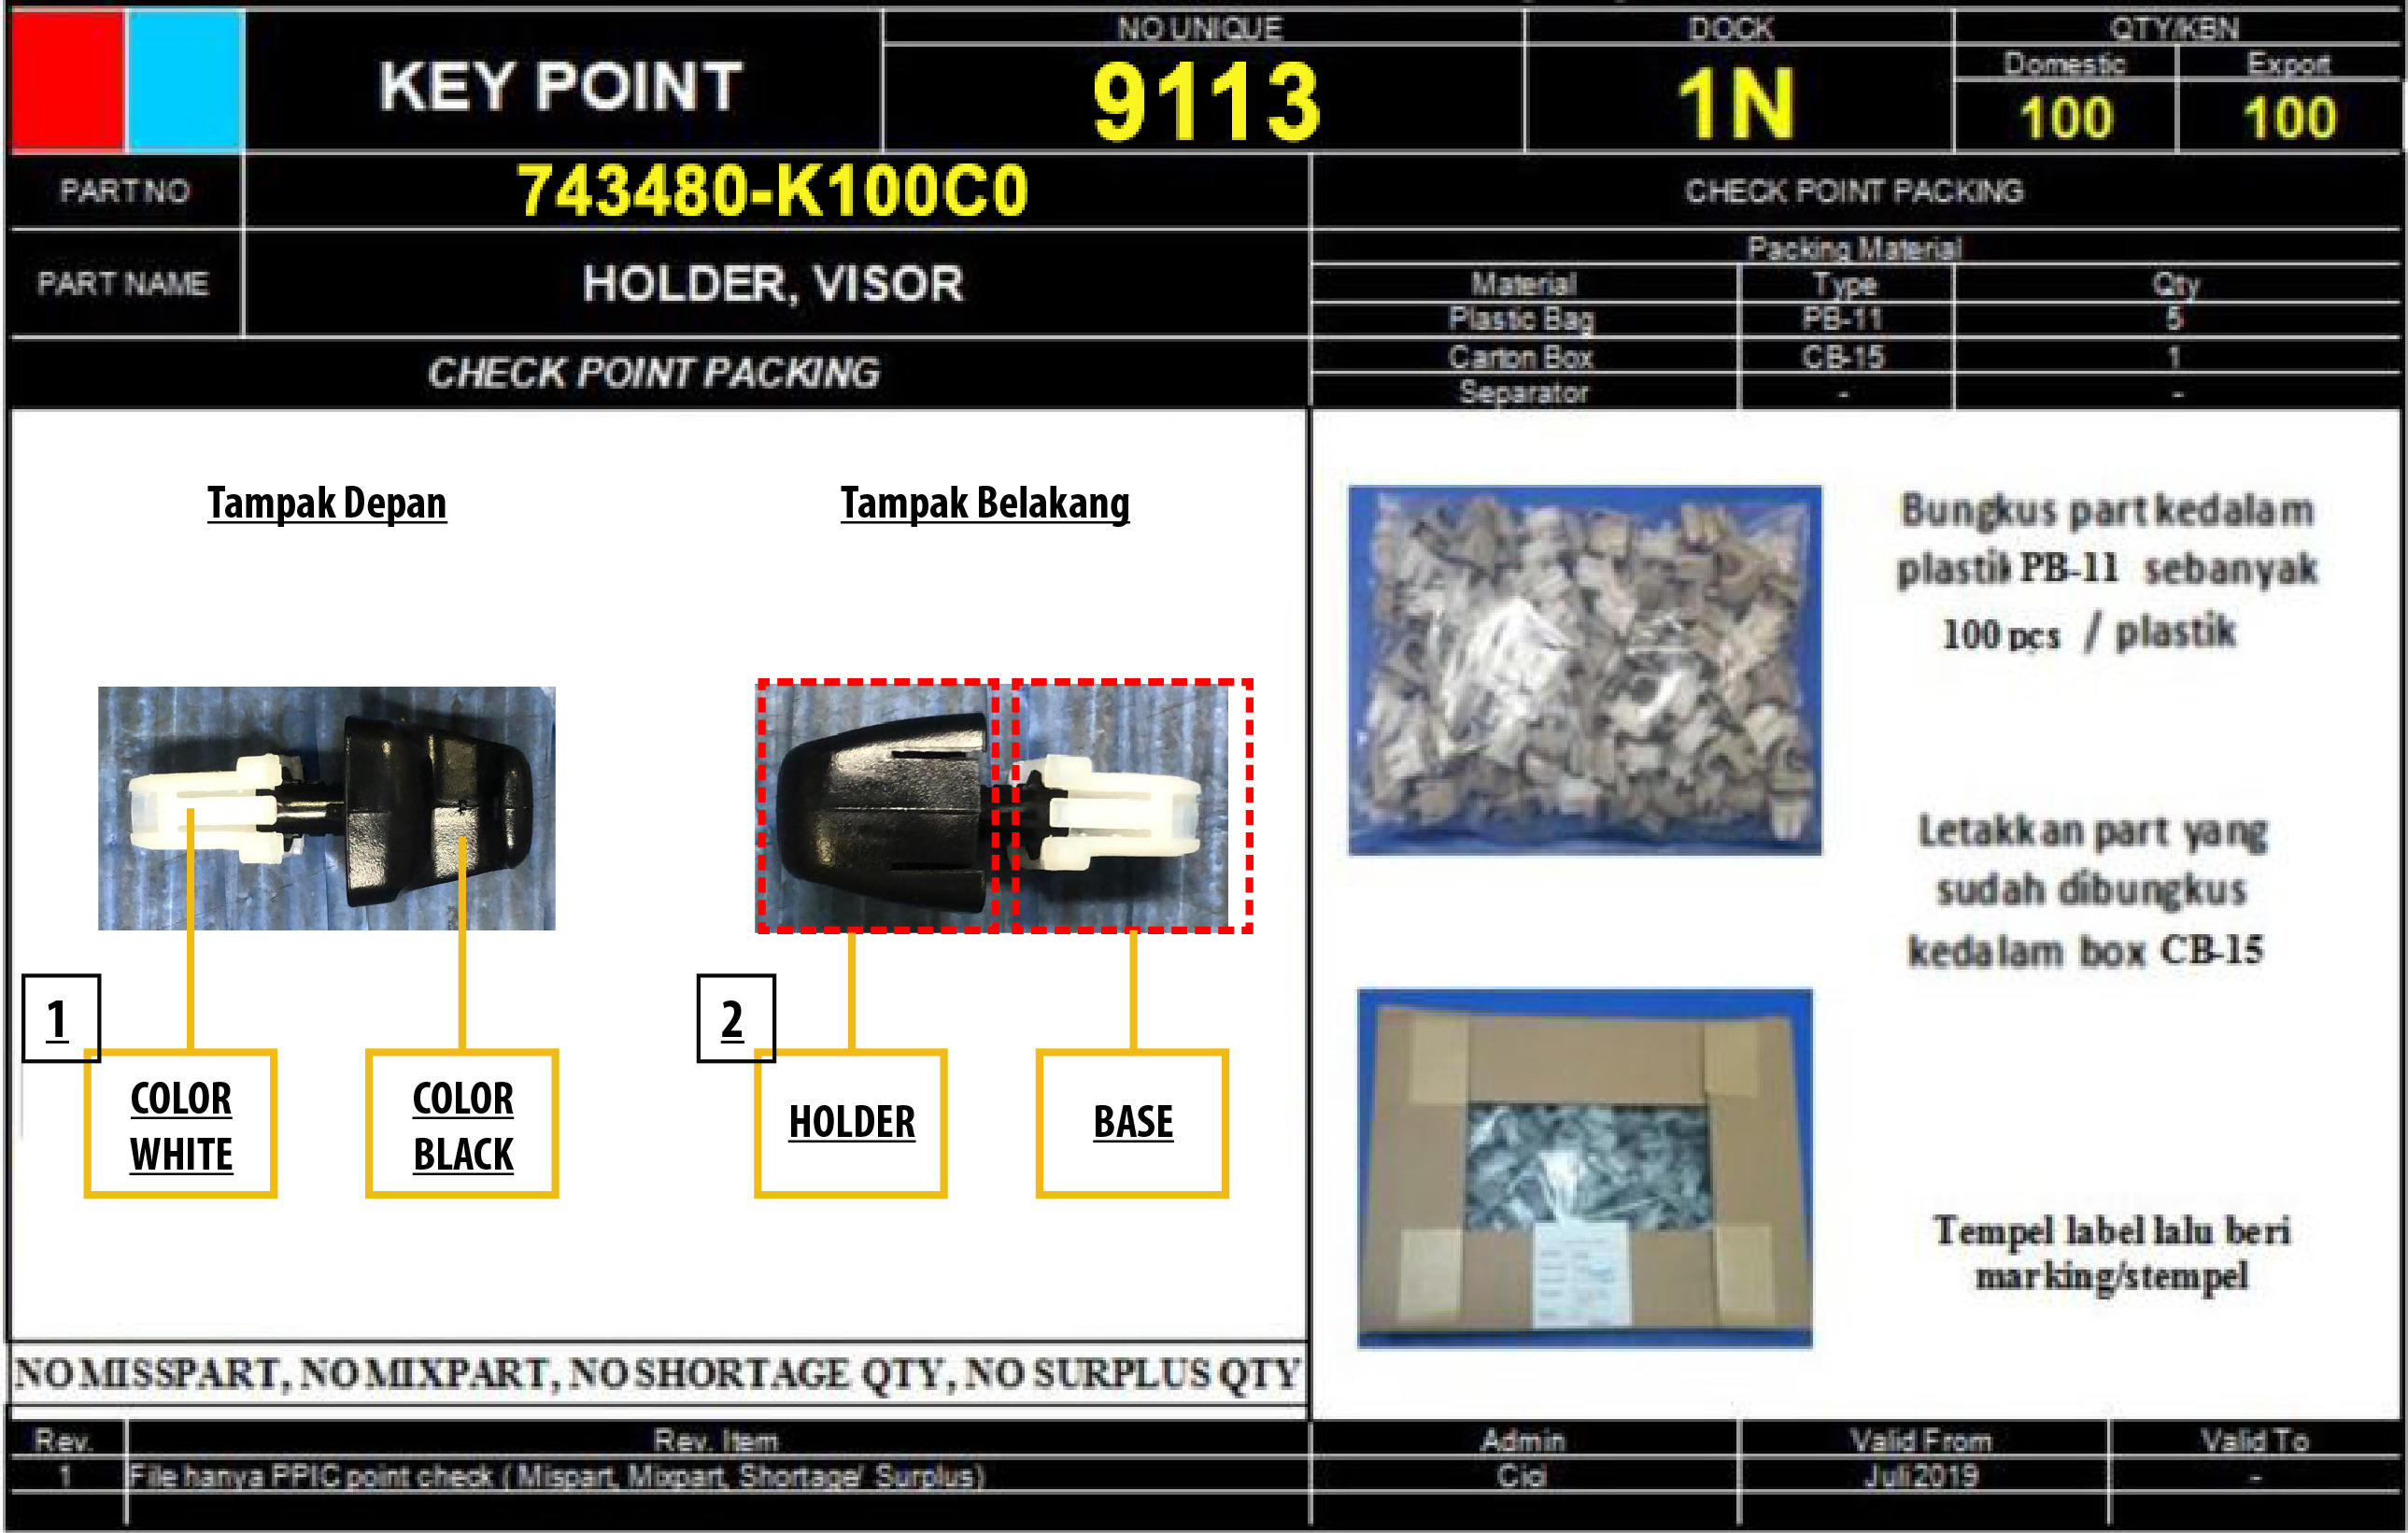 KEY POINT
NO UNIQUE
9113
DOCK
1N
QTY/KBN
Domestic
Export
100
100
PART NO
743480-K100C0
CHECK POINT PACKING
PART NAME
HOLDER, VISOR
Packing Material
Material Type Qty
Plastic Bag PB-11 5
Carton Box CB-15 1
Separator - -
CHECK POINT PACKING
Tampak Depan
Tampak Belakang
1
COLOR
WHITE
COLOR
BLACK
2
HOLDER
BASE
Bungkus part kedalam
plastik PB-11 sebanyak
100 pcs / plastik
Letakkan part yang
sudah dibungkus
kedalam box CB-15
Tempel label lalu beri
marking/stempel
NO MISSPART, NO MIXPART, NO SHORTAGE QTY, NO SURPLUS QTY
Rev. Rev. Item Admin Valid From Valid To
1 File hanya PPIC point check ( Mispart, Mixpart, Shortage/ Surplus) Cici Juli 2019 -